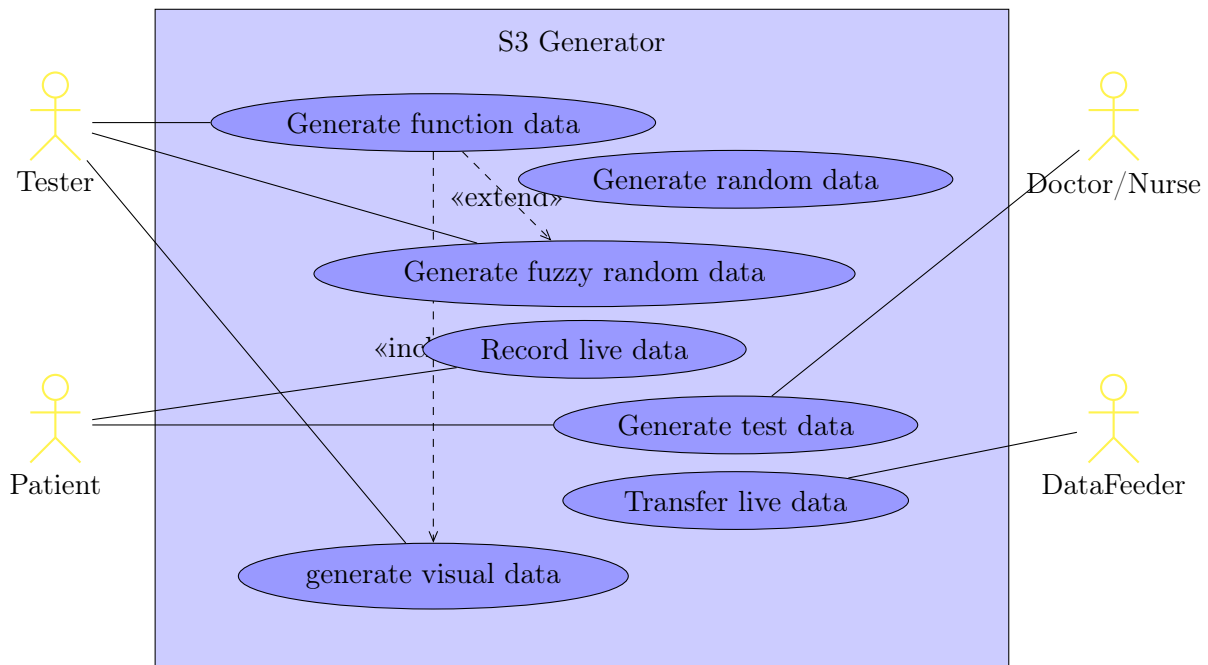 S3 Generator
Generate function data
Tester
Generate random data
Doctor/Nurse
«extend»
Generate fuzzy random data
«incl
Record live data
Generate test data
Patient
DataFeeder
Transfer live data
generate visual data